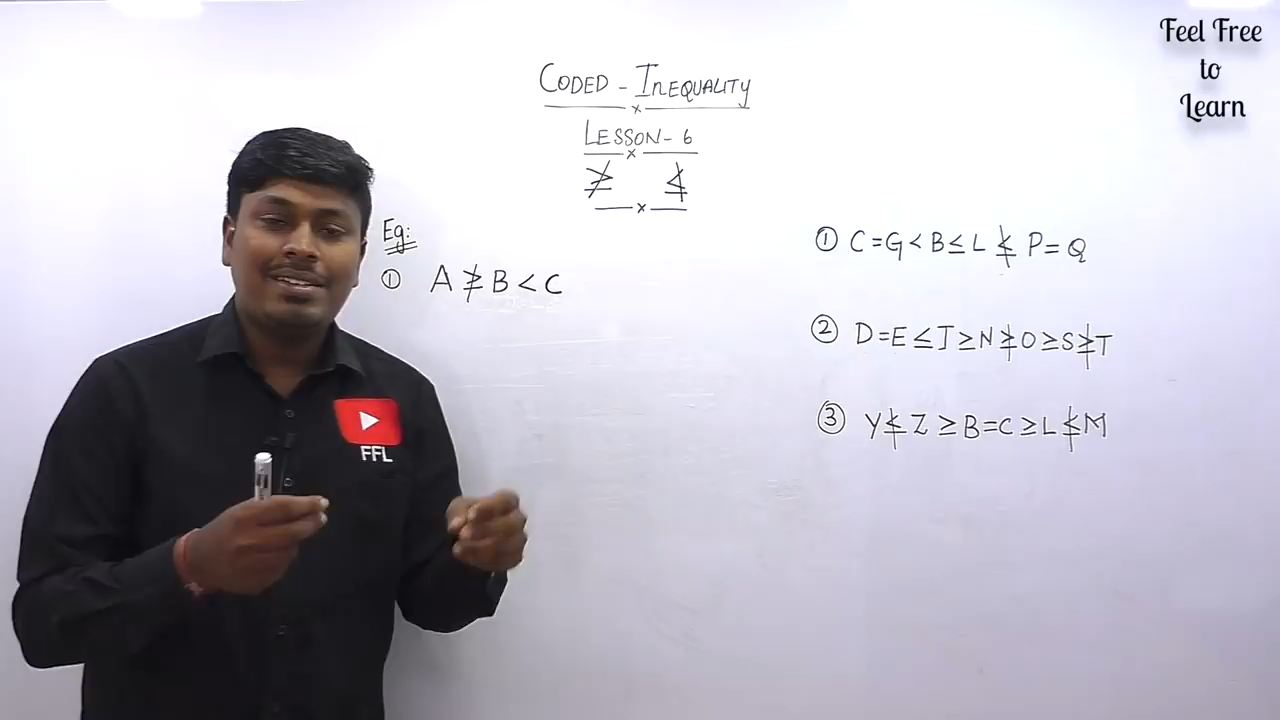 Feel Free
to
Learn
CODED - INEQUALITY
LESSON - 6
≱ ≰
Eg:
① A ≱ B < C
① C = G < B ≤ L ≰ P = Q
② D = E ≤ J ≥ N ≱ O ≥ S ≱ T
③ Y ≰ Z ≥ B = C ≥ L ≰ M
FFL